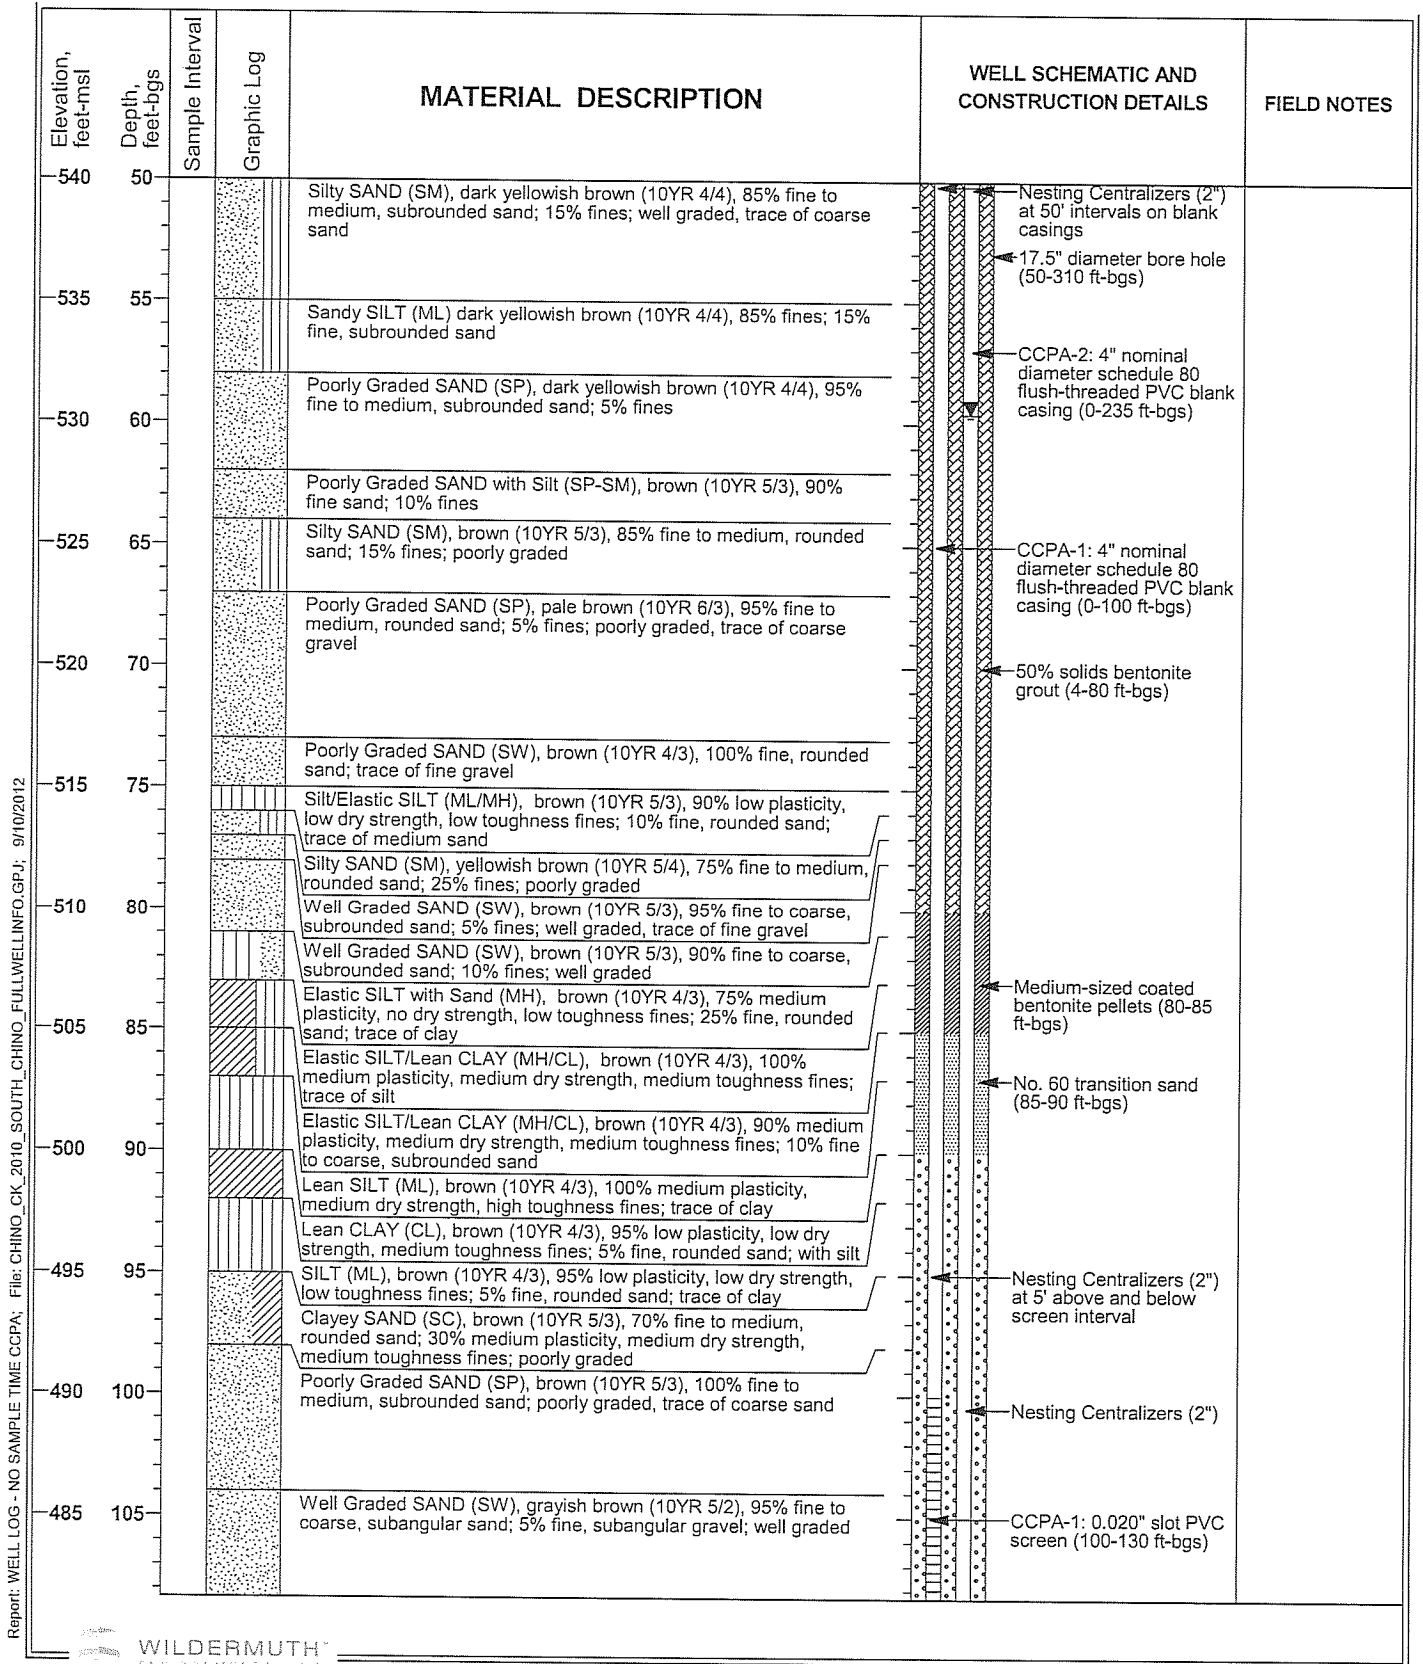 Elevation,
feet-msl
Depth,
feet-bgs
Sample Interval
Graphic Log
MATERIAL DESCRIPTION
WELL SCHEMATIC AND
CONSTRUCTION DETAILS
FIELD NOTES
540 50
Silty SAND (SM), dark yellowish brown (10YR 4/4), 85% fine to
medium, subrounded sand; 15% fines; well graded, trace of coarse
sand
535 55
Sandy SILT (ML) dark yellowish brown (10YR 4/4), 85% fines; 15%
fine, subrounded sand
Poorly Graded SAND (SP), dark yellowish brown (10YR 4/4), 95%
fine to medium, subrounded sand; 5% fines
530 60
Poorly Graded SAND with Silt (SP-SM), brown (10YR 5/3), 90%
fine sand; 10% fines
525 65
Silty SAND (SM), brown (10YR 5/3), 85% fine to medium, rounded
sand; 15% fines; poorly graded
Poorly Graded SAND (SP), pale brown (10YR 6/3), 95% fine to
medium, rounded sand; 5% fines; poorly graded, trace of coarse
gravel
520 70
Poorly Graded SAND (SW), brown (10YR 4/3), 100% fine, rounded
sand; trace of fine gravel
515 75
Silt/Elastic SILT (ML/MH), brown (10YR 5/3), 90% low plasticity,
low dry strength, low toughness fines; 10% fine, rounded sand;
trace of medium sand
Silty SAND (SM), yellowish brown (10YR 5/4), 75% fine to medium,
rounded sand; 25% fines; poorly graded
510 80
Well Graded SAND (SW), brown (10YR 5/3), 95% fine to coarse,
subrounded sand; 5% fines; well graded, trace of fine gravel
Well Graded SAND (SW), brown (10YR 5/3), 90% fine to coarse,
subrounded sand; 10% fines; well graded
Elastic SILT with Sand (MH), brown (10YR 4/3), 75% medium
plasticity, no dry strength, low toughness fines; 25% fine, rounded
sand; trace of clay
505 85
Elastic SILT/Lean CLAY (MH/CL), brown (10YR 4/3), 100%
medium plasticity, medium dry strength, medium toughness fines;
trace of silt
Elastic SILT/Lean CLAY (MH/CL), brown (10YR 4/3), 90% medium
plasticity, medium dry strength, medium toughness fines; 10% fine
to coarse, subrounded sand
500 90
Lean SILT (ML), brown (10YR 4/3), 100% medium plasticity,
medium dry strength, high toughness fines; trace of clay
Lean CLAY (CL), brown (10YR 4/3), 95% low plasticity, low dry
strength, medium toughness fines; 5% fine, rounded sand; with silt
495 95
SILT (ML), brown (10YR 4/3), 95% low plasticity, low dry strength,
low toughness fines; 5% fine, rounded sand; trace of clay
Clayey SAND (SC), brown (10YR 5/3), 70% fine to medium,
rounded sand; 30% medium plasticity, medium dry strength,
medium toughness fines; poorly graded
490 100
Poorly Graded SAND (SP), brown (10YR 5/3), 100% fine to
medium, subrounded sand; poorly graded, trace of coarse sand
485 105
Well Graded SAND (SW), grayish brown (10YR 5/2), 95% fine to
coarse, subangular sand; 5% fine, subangular gravel; well graded
Nesting Centralizers (2")
at 50' intervals on blank
casings
17.5" diameter bore hole
(50-310 ft-bgs)
CCPA-2: 4" nominal
diameter schedule 80
flush-threaded PVC blank
casing (0-235 ft-bgs)
CCPA-1: 4" nominal
diameter schedule 80
flush-threaded PVC blank
casing (0-100 ft-bgs)
50% solids bentonite
grout (4-80 ft-bgs)
Medium-sized coated
bentonite pellets (80-85
ft-bgs)
No. 60 transition sand
(85-90 ft-bgs)
Nesting Centralizers (2")
at 5' above and below
screen interval
Nesting Centralizers (2")
CCPA-1: 0.020" slot PVC
screen (100-130 ft-bgs)
Report: WELL LOG - NO SAMPLE TIME CCPA; File: CHINO_CK_2010_SOUTH_CHINO_FULLWELLINFO.GPJ; 9/10/2012
WILDERMUTH™